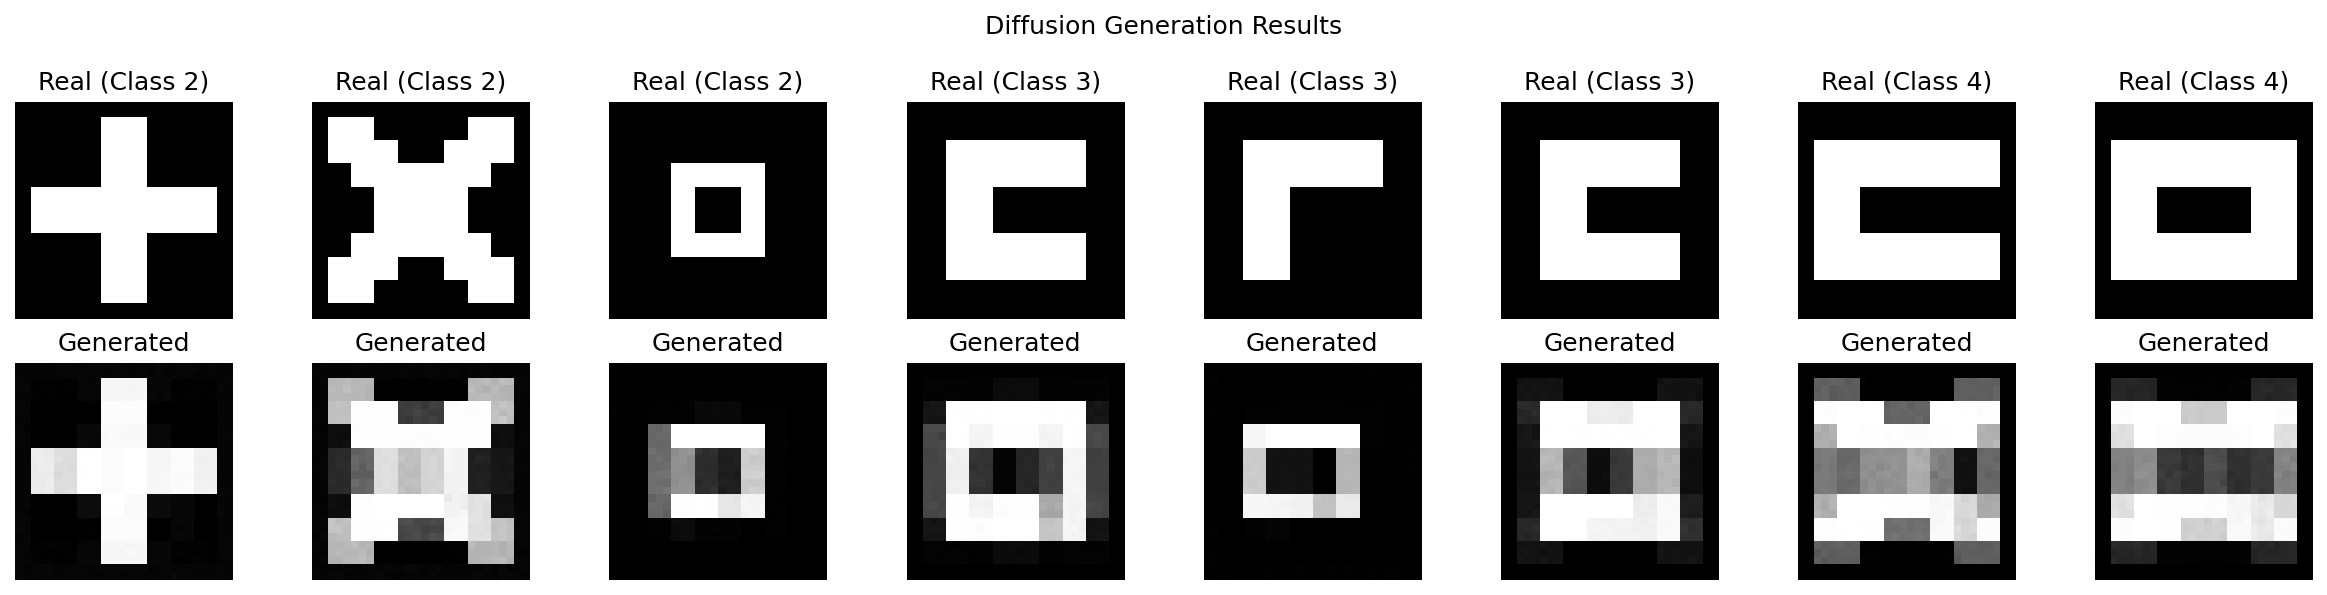 Diffusion Generation Results
Real (Class 2) Real (Class 2) Real (Class 2) Real (Class 3) Real (Class 3) Real (Class 3) Real (Class 4) Real (Class 4)
Generated Generated Generated Generated Generated Generated Generated Generated